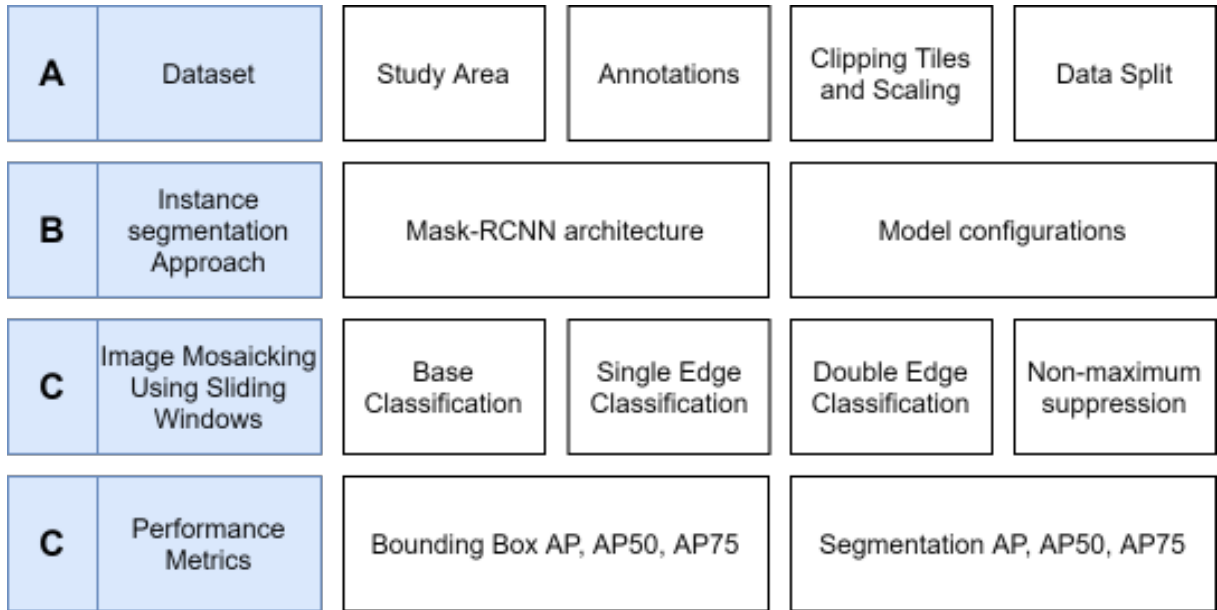 A
Dataset
Study Area
Annotations
Clipping Tiles
and Scaling
Data Split
B
Instance
segmentation
Approach
Mask-RCNN architecture
Model configurations
C
Image Mosaicking
Using Sliding
Windows
Base
Classification
Single Edge
Classification
Double Edge
Classification
Non-maximum
suppression
C
Performance
Metrics
Bounding Box AP, AP50, AP75
Segmentation AP, AP50, AP75